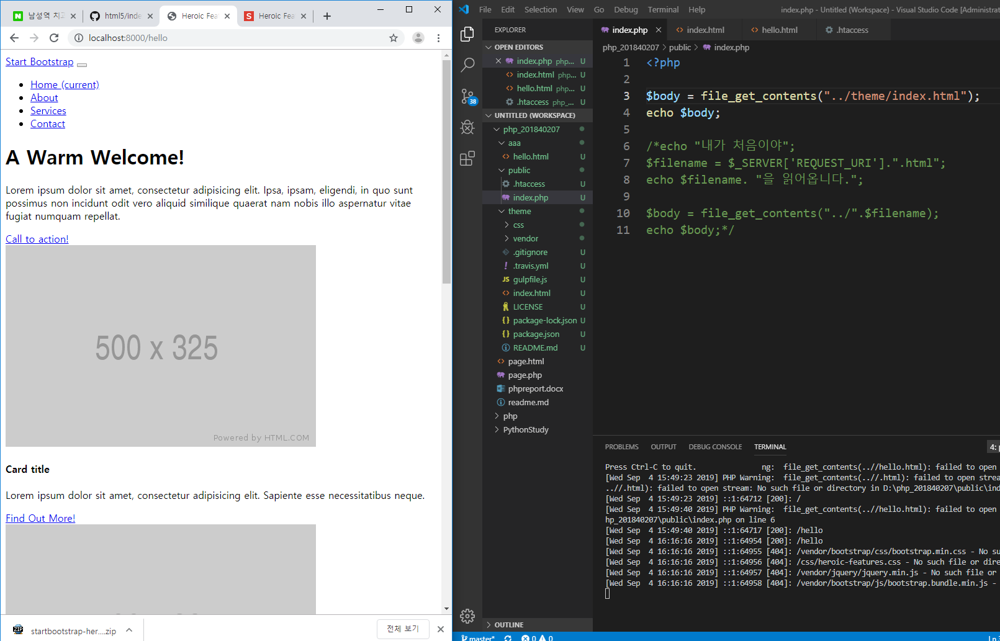 남성역 치과
html5/inde
Heroic Fea
Heroic Fea
localhost:8000/hello
Start Bootstrap
Home (current)
About
Services
Contact
A Warm Welcome!
Lorem ipsum dolor sit amet, consectetur adipisicing elit. Ipsa, ipsam, eligendi, in quo sunt
possimus non incidunt odit vero aliquid similique quaerat nam nobis illo aspernatur vitae
fugiat numquam repellat.
Call to action!
500 x 325
Powered by HTML.COM
Card title
Lorem ipsum dolor sit amet, consectetur adipisicing elit. Sapiente esse necessitatibus neque.
Find Out More!
ZIP
startbootstrap-her....zip
전체 보기
File Edit Selection View Go Debug Terminal Help
index.php - Untitled (Workspace) - Visual Studio Code [Administrat
EXPLORER
OPEN EDITORS
index.php php... U
index.html php... U
hello.html php... U
.htaccess php_... U
38
UNTITLED (WORKSPACE)
php_201840207
aaa
hello.html U
public
.htaccess U
index.php U
theme
css
vendor
.gitignore U
.travis.yml U
JS gulpfile.js U
index.html U
LICENSE U
package-lock.json U
package.json U
README.md U
page.html
page.php
phpreport.docx
readme.md
php
PythonStudy
OUTLINE
index.php
index.html
hello.html
.htaccess
php_201840207 > public > index.php
1 <?php
2
3 $body = file_get_contents("../theme/index.html");
4 echo $body;
5
6 /*echo "내가 처음이야";
7 $filename = $_SERVER['REQUEST_URI'].".html";
8 echo $filename. "을 읽어옵니다.";
9
10 $body = file_get_contents("../".$filename);
11 echo $body;*/
PROBLEMS OUTPUT DEBUG CONSOLE TERMINAL
4: p
Press Ctrl-C to quit. ng: file_get_contents(..//hello.html): failed to open
[Wed Sep 4 15:49:23 2019] PHP Warning: file_get_contents(..//.html): failed to open strea
..//.html): failed to open stream: No such file or directory in D:\php_201840207\public\ind
[Wed Sep 4 15:49:23 2019] ::1:64712 [200]: /
[Wed Sep 4 15:49:40 2019] PHP Warning: file_get_contents(..//hello.html): failed to open
hp_201840207\public\index.php on line 6
[Wed Sep 4 15:49:40 2019] ::1:64717 [200]: /hello
[Wed Sep 4 16:16:16 2019] ::1:64954 [200]: /hello
[Wed Sep 4 16:16:16 2019] ::1:64955 [404]: /vendor/bootstrap/css/bootstrap.min.css - No su
[Wed Sep 4 16:16:16 2019] ::1:64956 [404]: /css/heroic-features.css - No such file or dire
[Wed Sep 4 16:16:16 2019] ::1:64957 [404]: /vendor/jquery/jquery.min.js - No such file or
[Wed Sep 4 16:16:16 2019] ::1:64958 [404]: /vendor/bootstrap/js/bootstrap.bundle.min.js -
master* 0 0